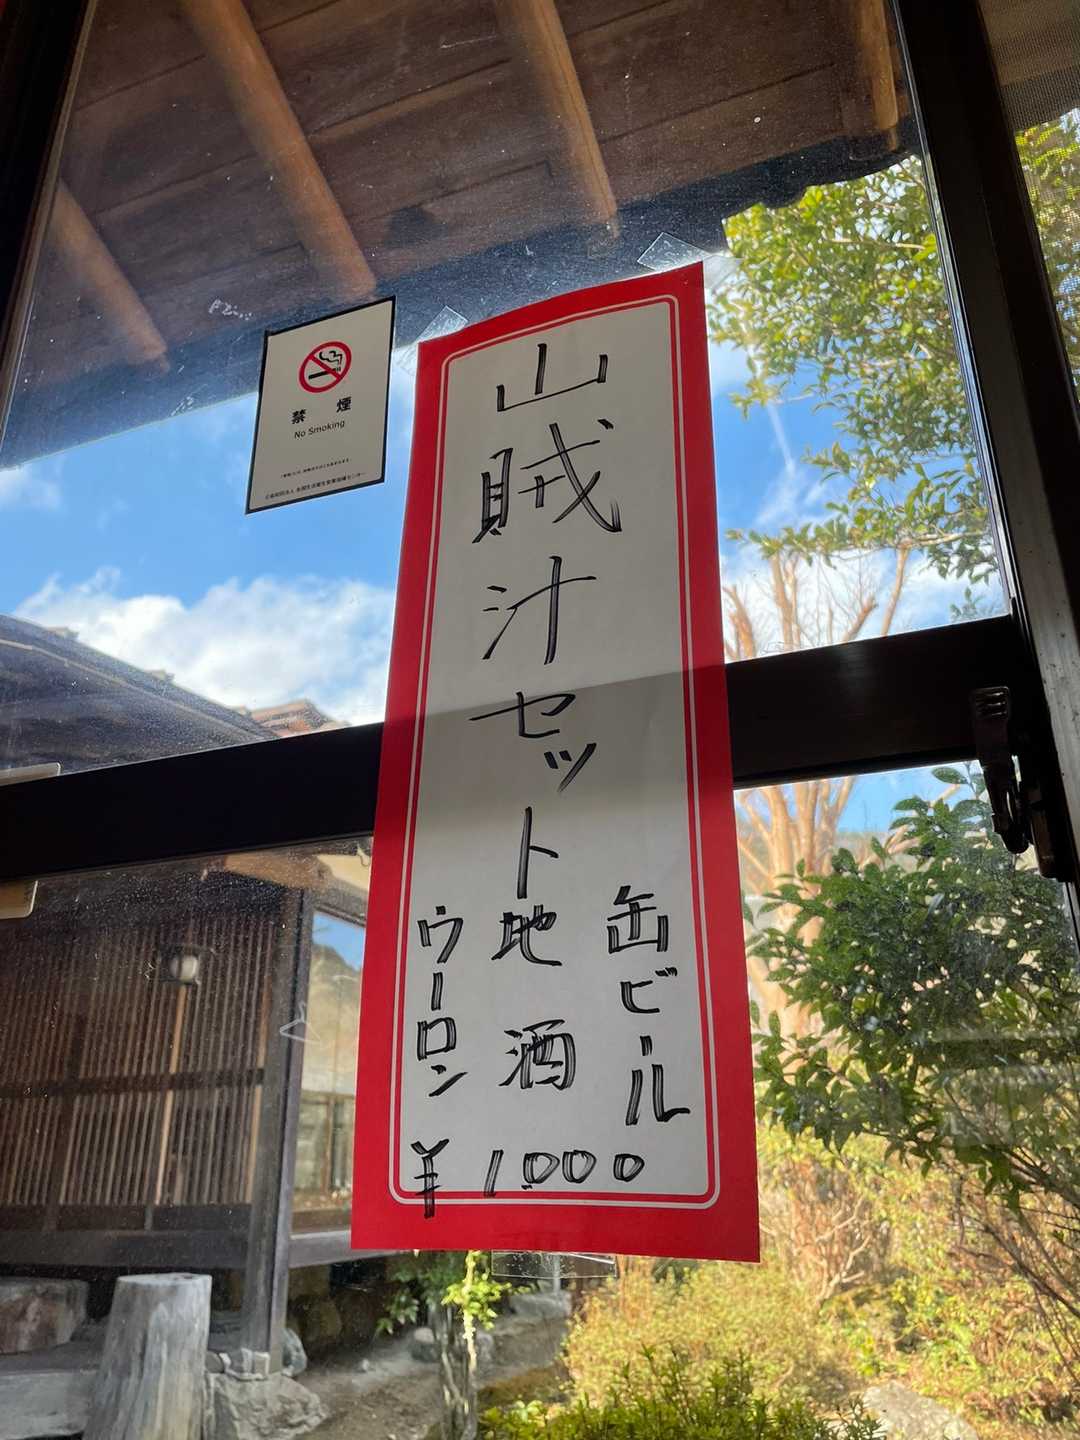 禁煙
No Smoking
山賊汁セット
缶ビール
地酒
ウーロン
¥1.000